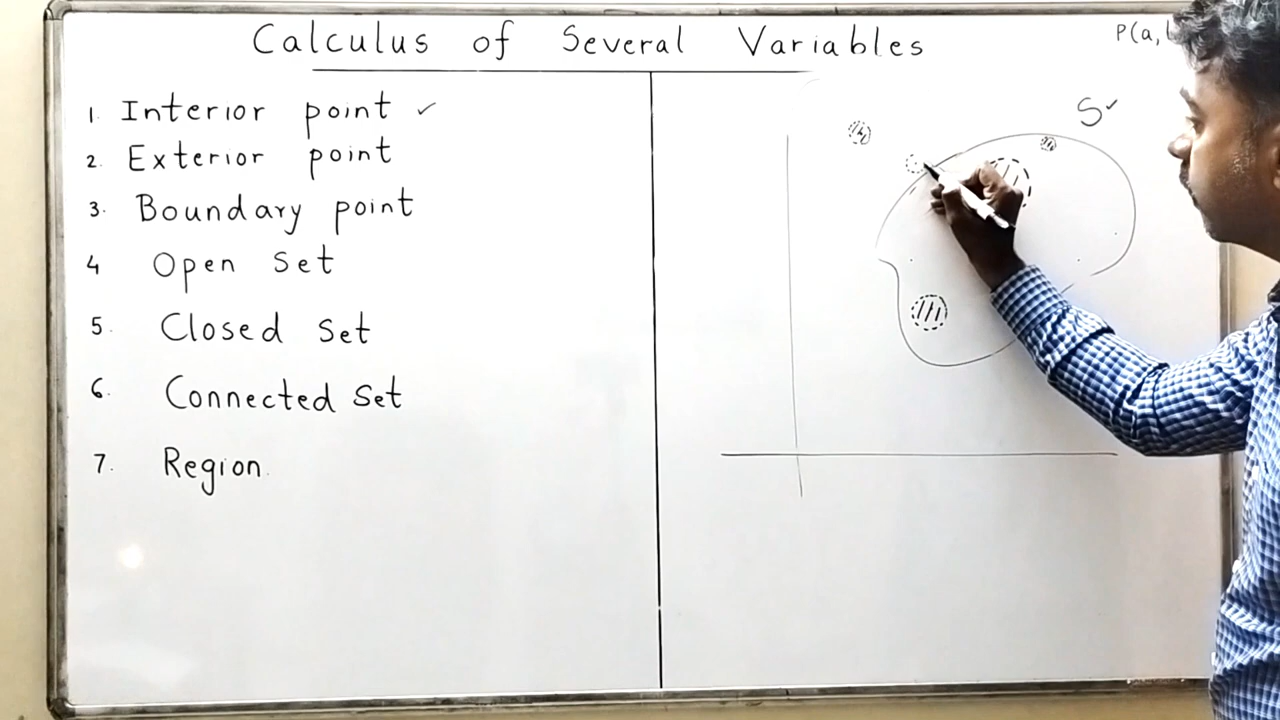 Calculus of Several Variables
P(a,
1. Interior point ✓
2. Exterior point
3. Boundary point
4 Open Set
5. Closed Set
6. Connected Set
7. Region.
S ✓